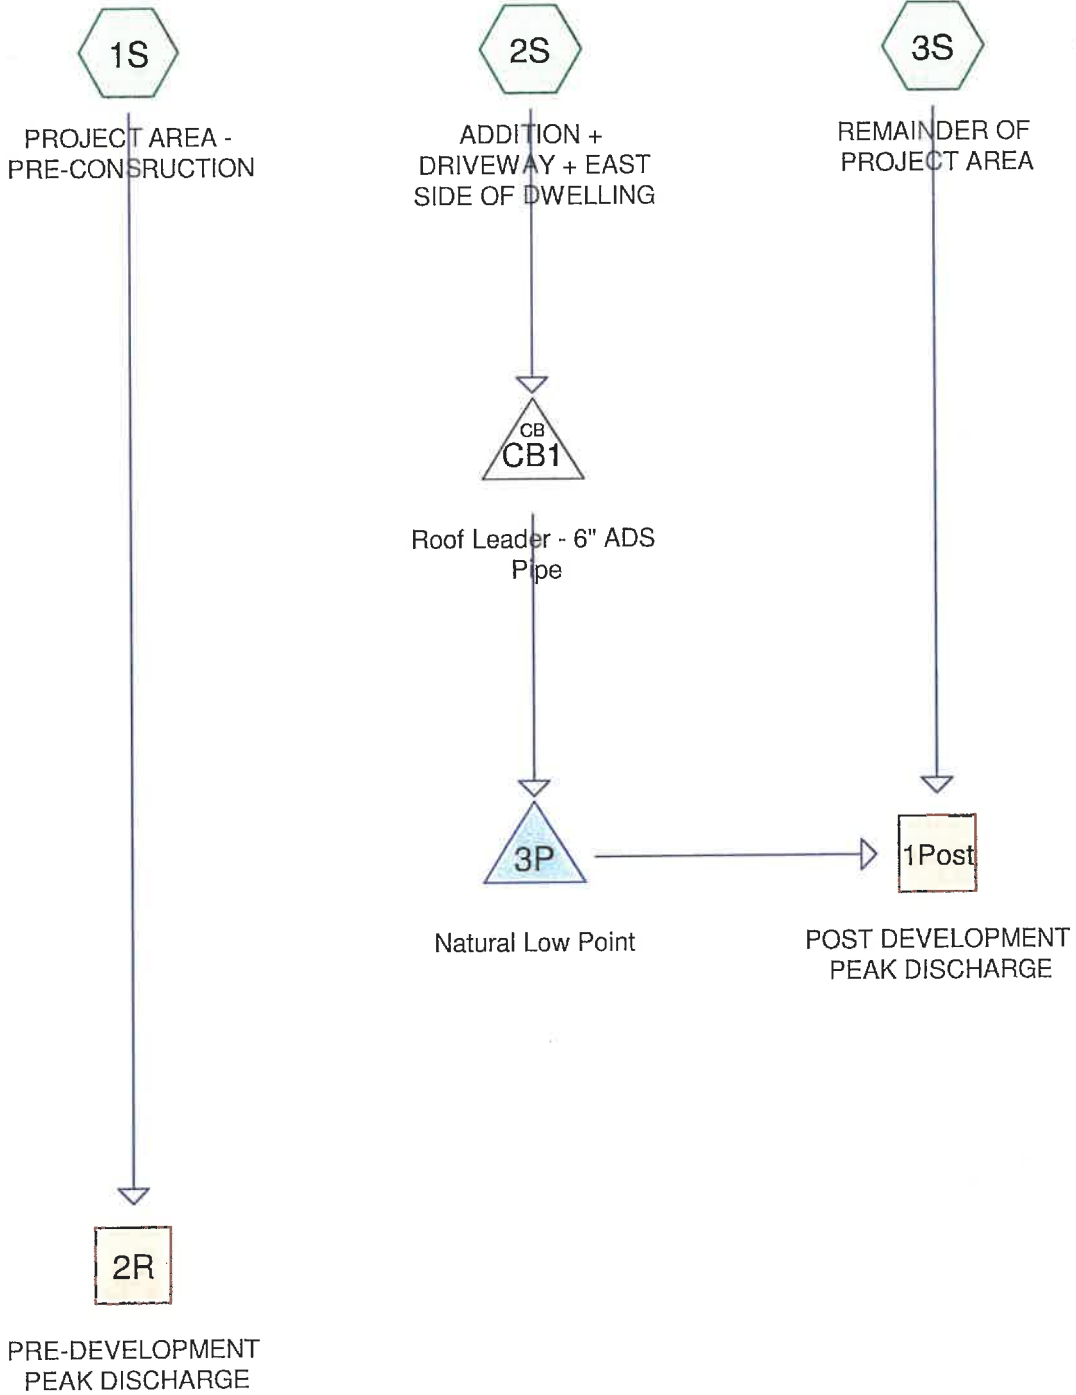 1S
PROJECT AREA -
PRE-CONSRUCTION
2S
ADDITION +
DRIVEWAY + EAST
SIDE OF DWELLING
3S
REMAINDER OF
PROJECT AREA
CB
CB1
Roof Leader - 6" ADS
Pipe
3P
Natural Low Point
1Post
POST DEVELOPMENT
PEAK DISCHARGE
2R
PRE-DEVELOPMENT
PEAK DISCHARGE